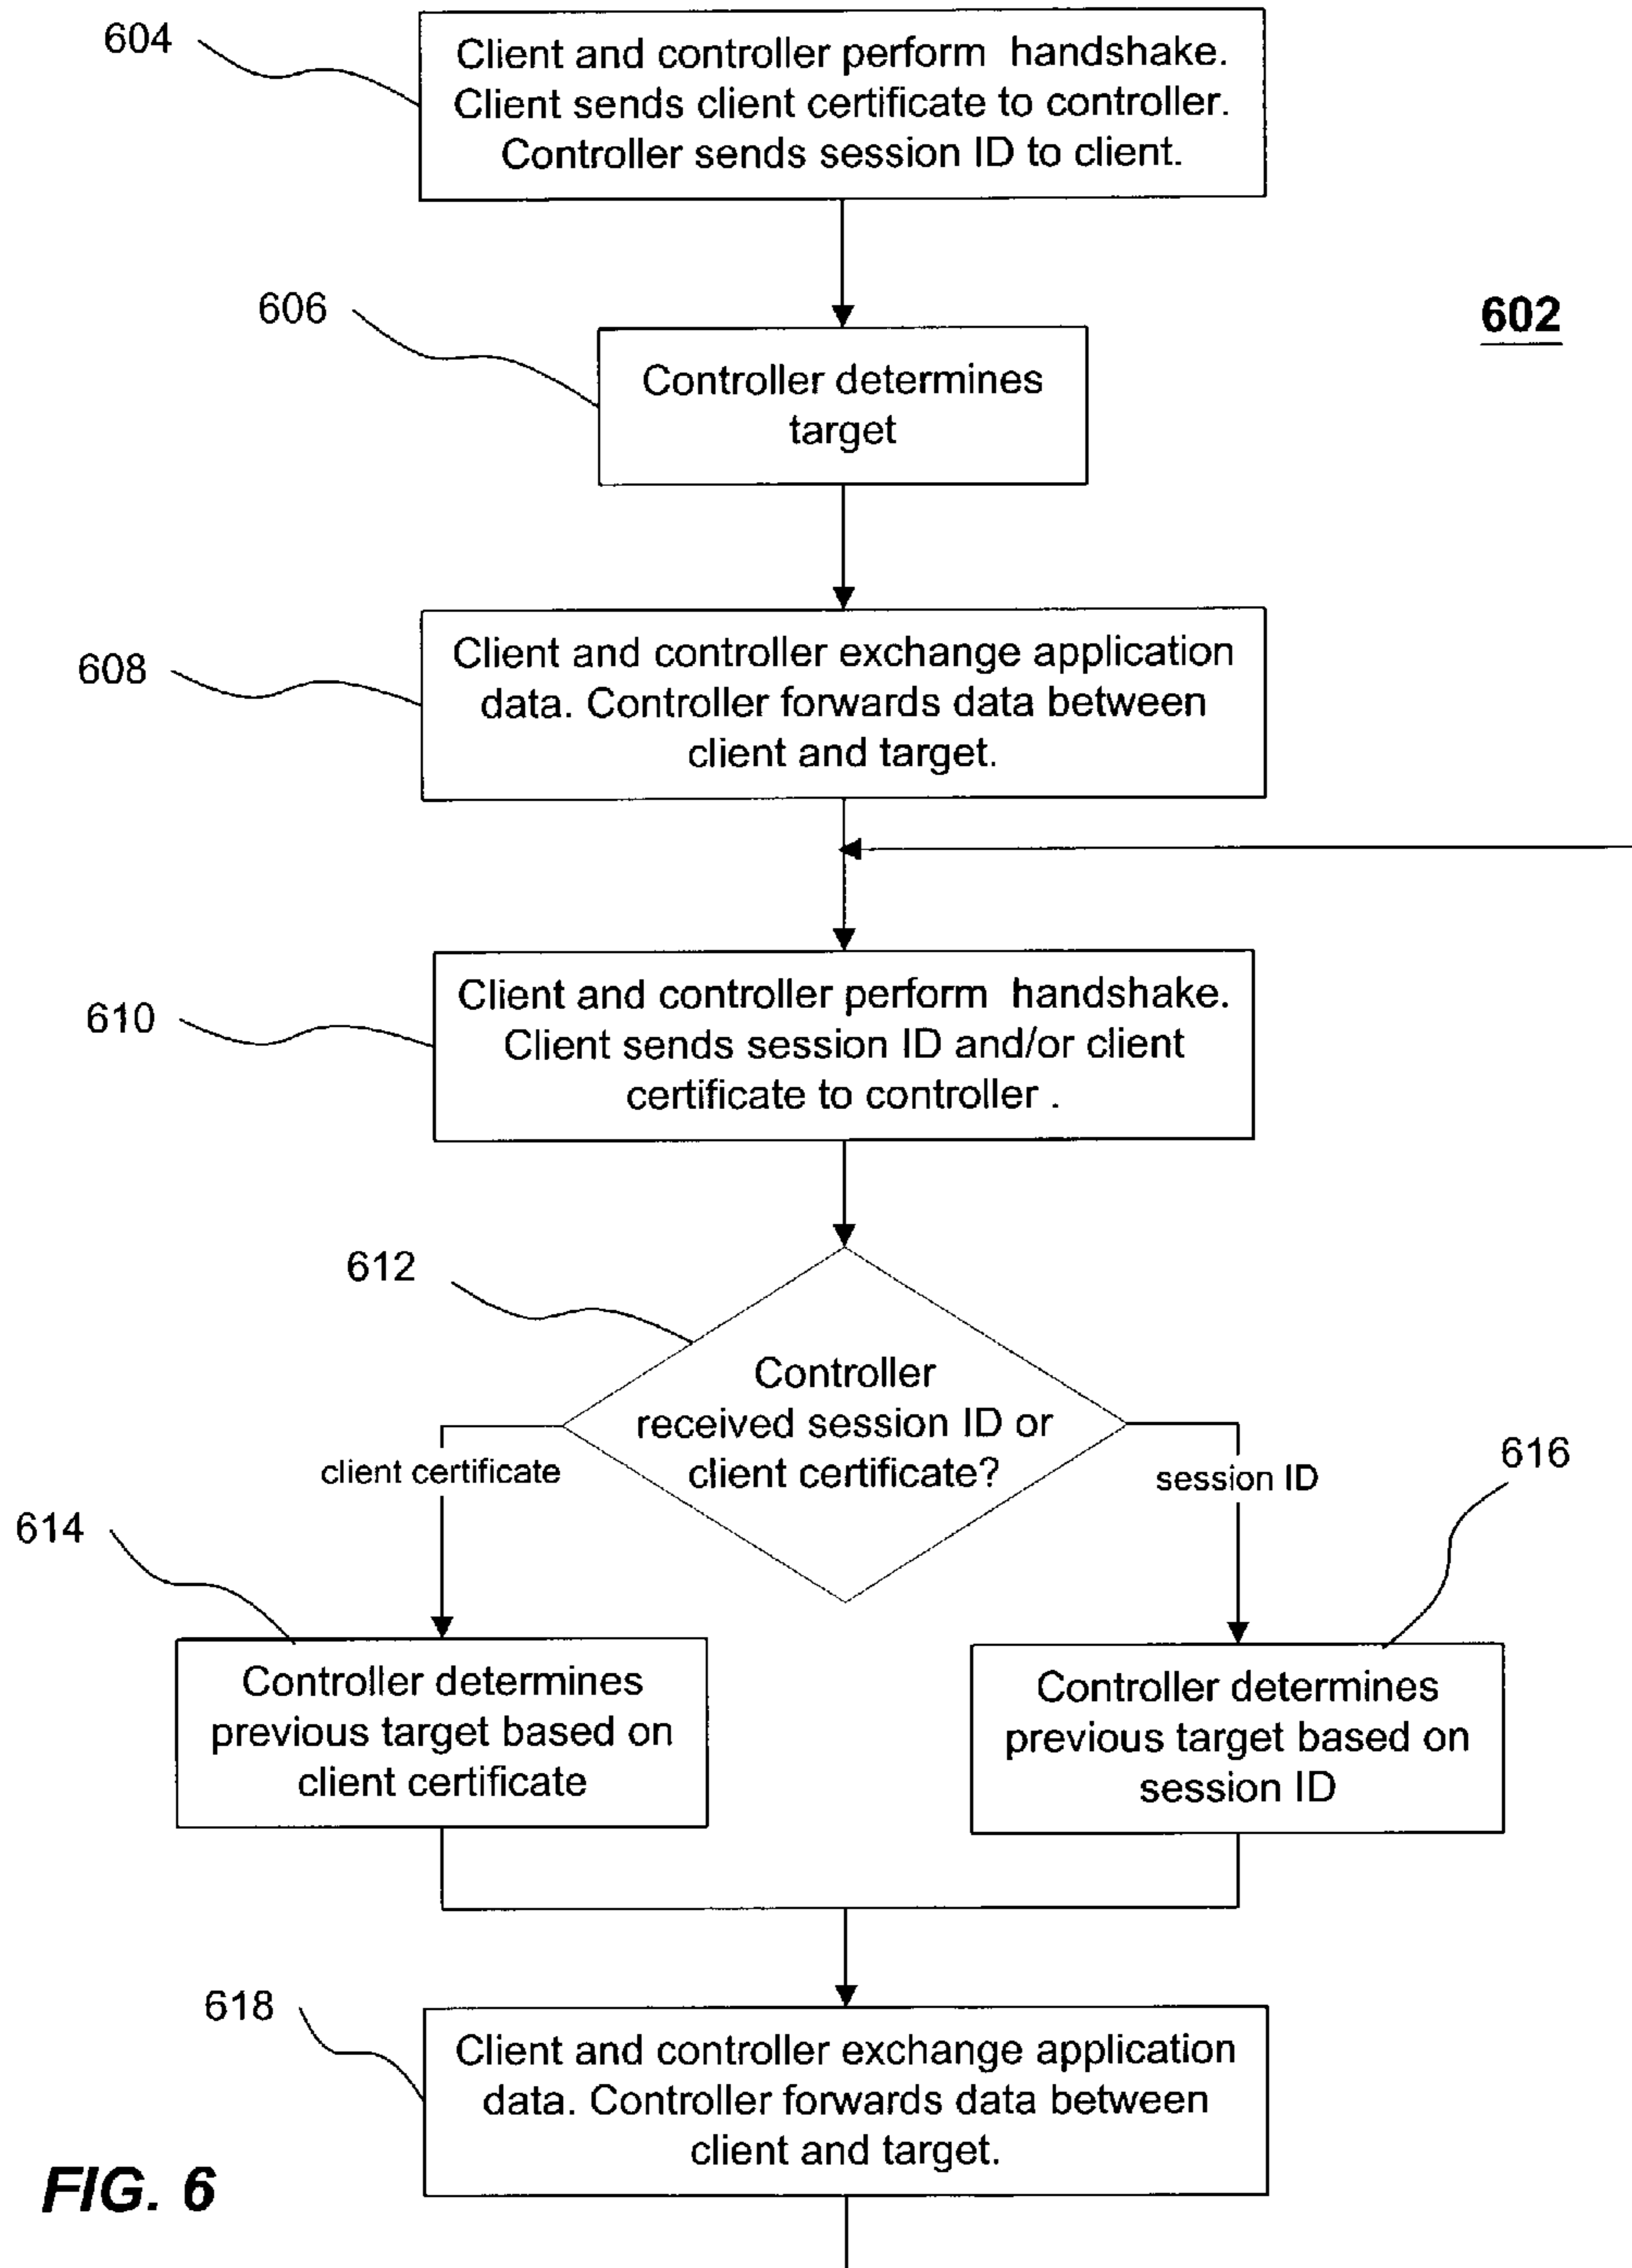 604
Client and controller perform handshake.
Client sends client certificate to controller.
Controller sends session ID to client.
606
602
Controller determines
target
608
Client and controller exchange application
data. Controller forwards data between
client and target.
610
Client and controller perform handshake.
Client sends session ID and/or client
certificate to controller .
612
Controller
received session ID or
client certificate?
client certificate
session ID
616
614
Controller determines
previous target based on
client certificate
Controller determines
previous target based on
session ID
618
Client and controller exchange application
data. Controller forwards data between
client and target.
FIG. 6